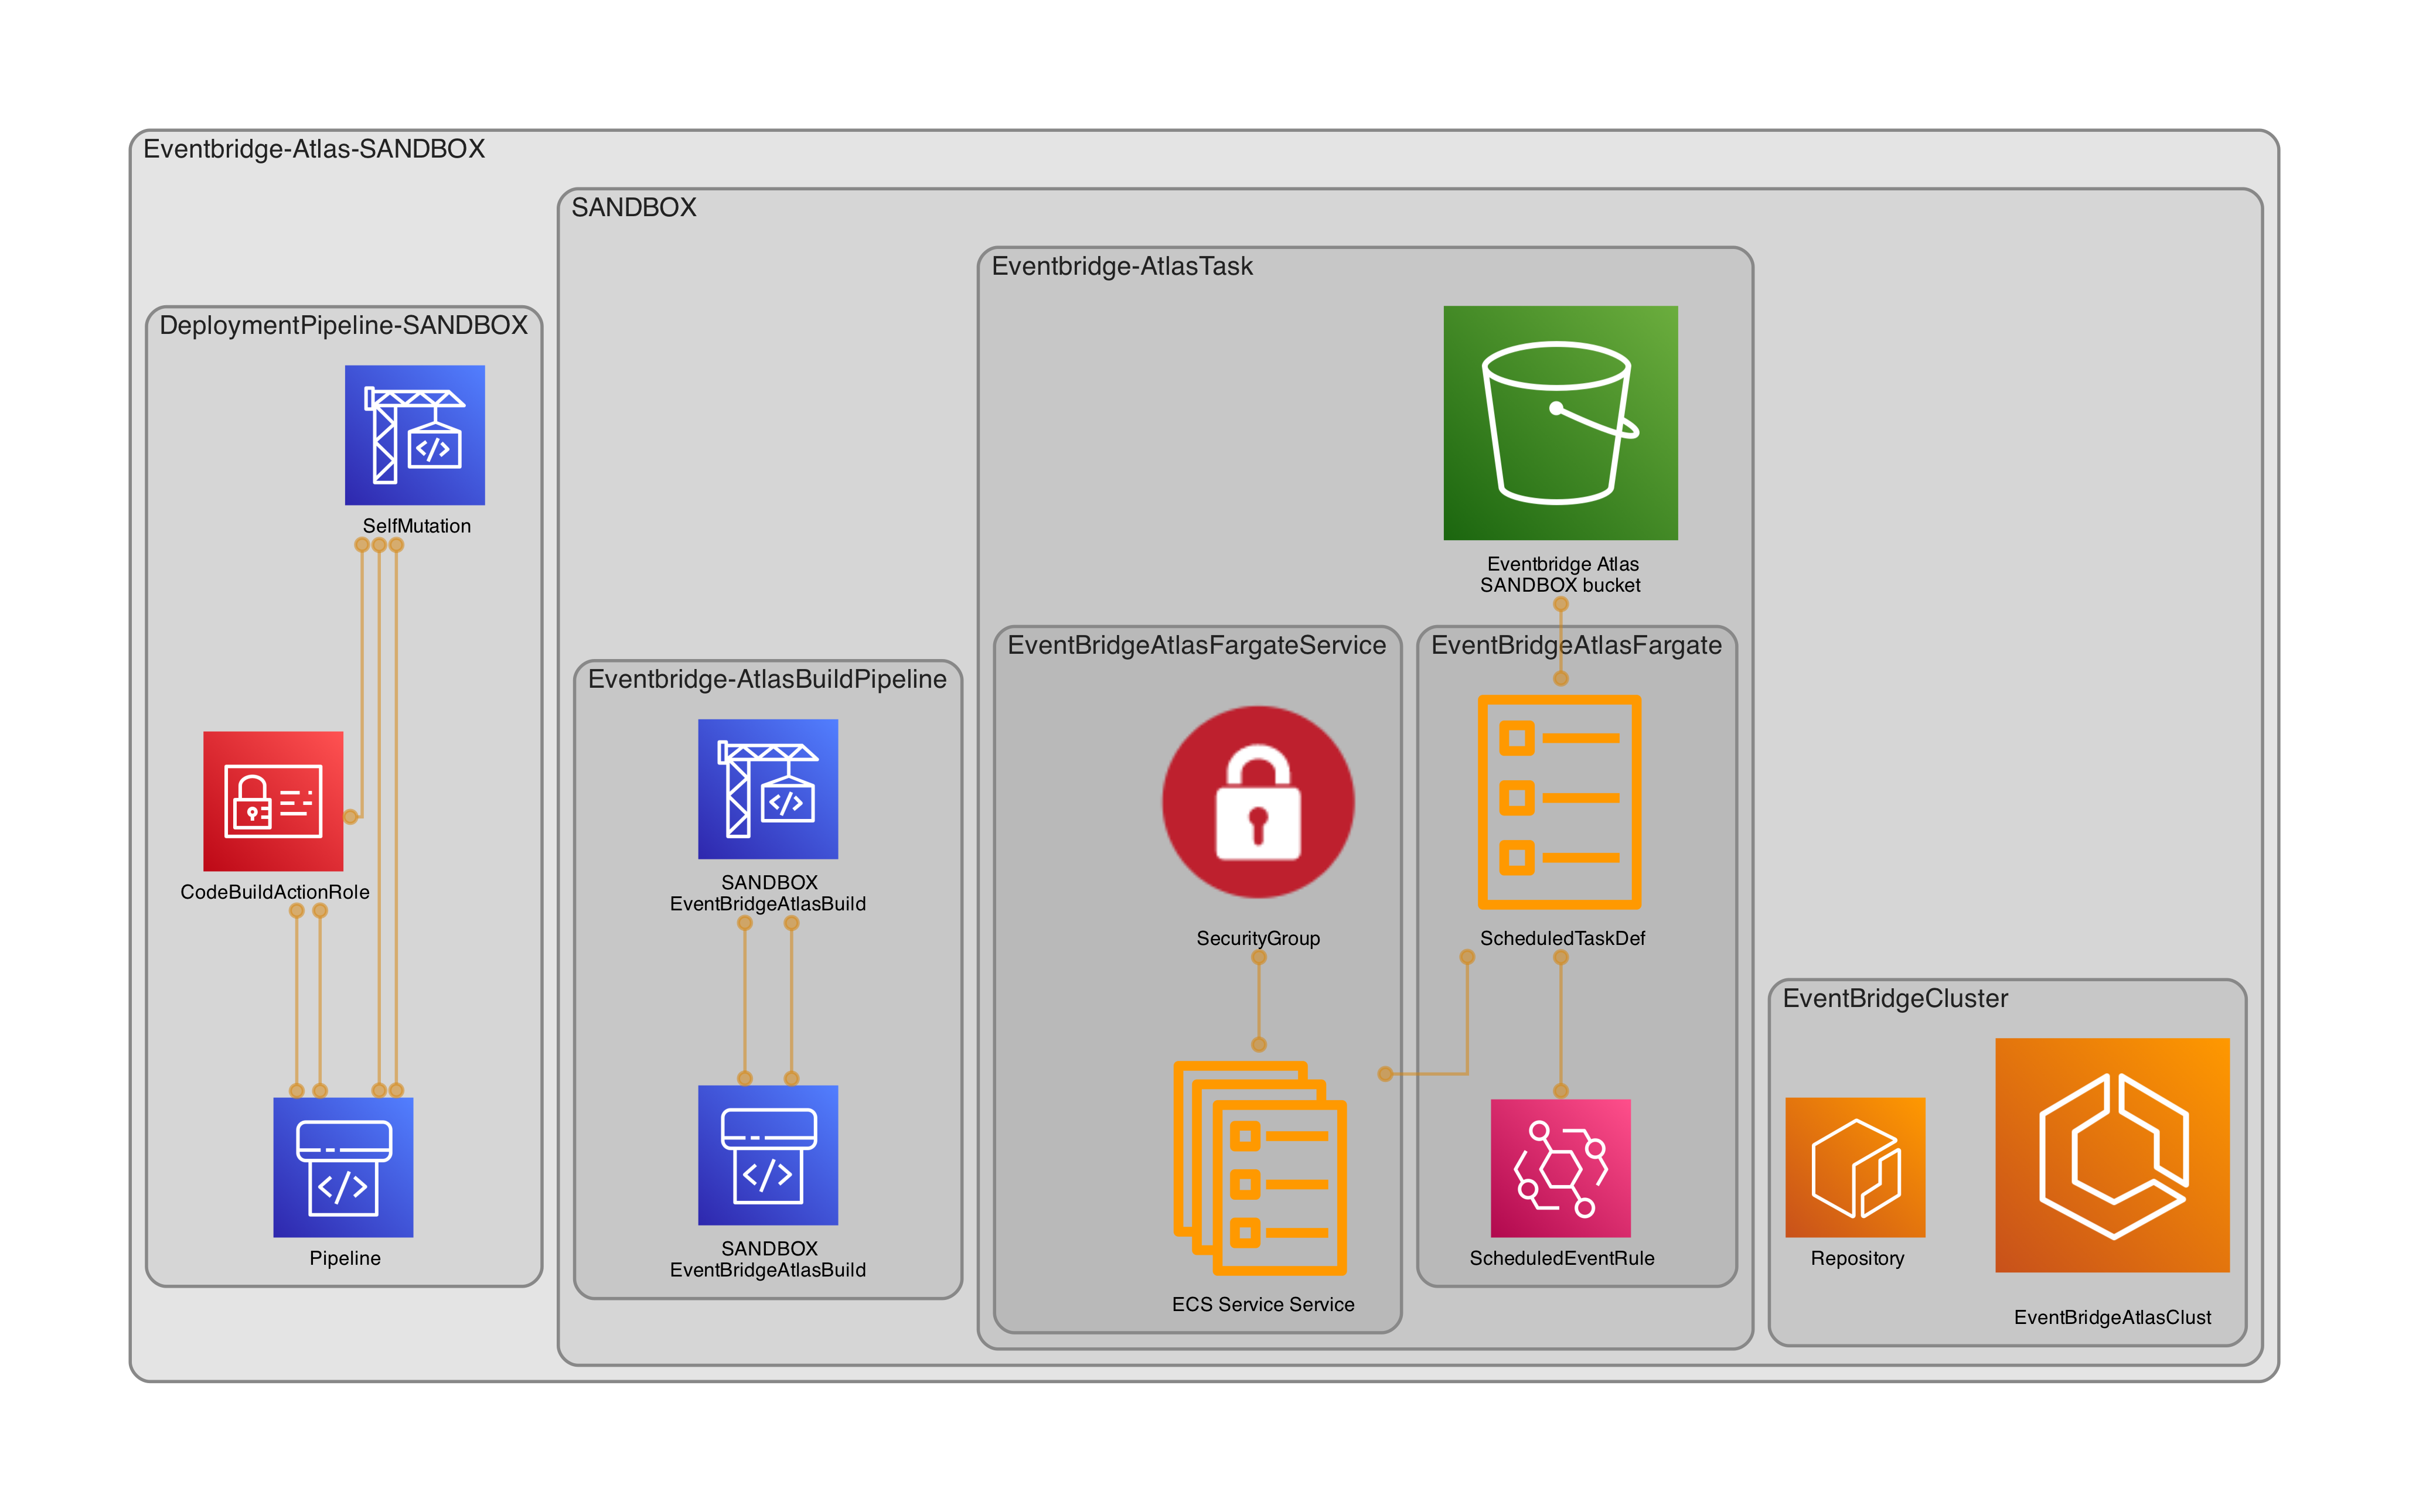 Eventbridge-Atlas-SANDBOX
SANDBOX
Eventbridge-AtlasTask
DeploymentPipeline-SANDBOX
SelfMutation
CodeBuildActionRole
Pipeline
Eventbridge-AtlasBuildPipeline
SANDBOX
EventBridgeAtlasBuild
SANDBOX
EventBridgeAtlasBuild
Eventbridge Atlas
SANDBOX bucket
EventBridgeAtlasFargateService
SecurityGroup
ECS Service Service
EventBridgeAtlasFargate
ScheduledTaskDef
ScheduledEventRule
EventBridgeCluster
Repository
EventBridgeAtlasClust